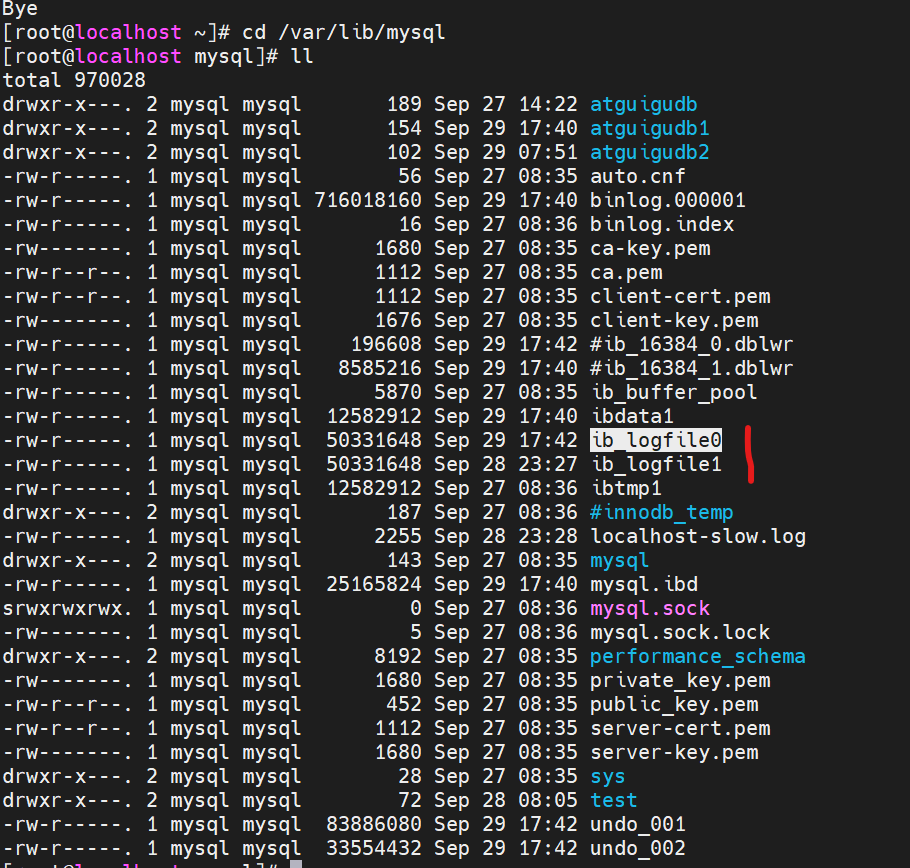 Bye
[root@localhost ~]# cd /var/lib/mysql
[root@localhost mysql]# ll
total 970028
drwxr-x---. 2 mysql mysql       189 Sep 27 14:22 atguigudb
drwxr-x---. 2 mysql mysql       154 Sep 29 17:40 atguigudb1
drwxr-x---. 2 mysql mysql       102 Sep 29 07:51 atguigudb2
-rw-r-----. 1 mysql mysql        56 Sep 27 08:35 auto.cnf
-rw-r-----. 1 mysql mysql 716018160 Sep 29 17:40 binlog.000001
-rw-r-----. 1 mysql mysql        16 Sep 27 08:36 binlog.index
-rw-------. 1 mysql mysql      1680 Sep 27 08:35 ca-key.pem
-rw-r--r--. 1 mysql mysql      1112 Sep 27 08:35 ca.pem
-rw-r--r--. 1 mysql mysql      1112 Sep 27 08:35 client-cert.pem
-rw-------. 1 mysql mysql      1676 Sep 27 08:35 client-key.pem
-rw-r-----. 1 mysql mysql    196608 Sep 29 17:42 #ib_16384_0.dblwr
-rw-r-----. 1 mysql mysql   8585216 Sep 29 17:40 #ib_16384_1.dblwr
-rw-r-----. 1 mysql mysql      5870 Sep 27 08:35 ib_buffer_pool
-rw-r-----. 1 mysql mysql  12582912 Sep 29 17:40 ibdata1
-rw-r-----. 1 mysql mysql  50331648 Sep 29 17:42 ib_logfile0
-rw-r-----. 1 mysql mysql  50331648 Sep 28 23:27 ib_logfile1
-rw-r-----. 1 mysql mysql  12582912 Sep 27 08:36 ibtmp1
drwxr-x---. 2 mysql mysql       187 Sep 27 08:36 #innodb_temp
-rw-r-----. 1 mysql mysql      2255 Sep 28 23:28 localhost-slow.log
drwxr-x---. 2 mysql mysql       143 Sep 27 08:35 mysql
-rw-r-----. 1 mysql mysql  25165824 Sep 29 17:40 mysql.ibd
srwxrwxrwx. 1 mysql mysql         0 Sep 27 08:36 mysql.sock
-rw-------. 1 mysql mysql         5 Sep 27 08:36 mysql.sock.lock
drwxr-x---. 2 mysql mysql      8192 Sep 27 08:35 performance_schema
-rw-------. 1 mysql mysql      1680 Sep 27 08:35 private_key.pem
-rw-r--r--. 1 mysql mysql       452 Sep 27 08:35 public_key.pem
-rw-r--r--. 1 mysql mysql      1112 Sep 27 08:35 server-cert.pem
-rw-------. 1 mysql mysql      1680 Sep 27 08:35 server-key.pem
drwxr-x---. 2 mysql mysql        28 Sep 27 08:35 sys
drwxr-x---. 2 mysql mysql        72 Sep 28 08:05 test
-rw-r-----. 1 mysql mysql  83886080 Sep 29 17:42 undo_001
-rw-r-----. 1 mysql mysql  33554432 Sep 29 17:42 undo_002